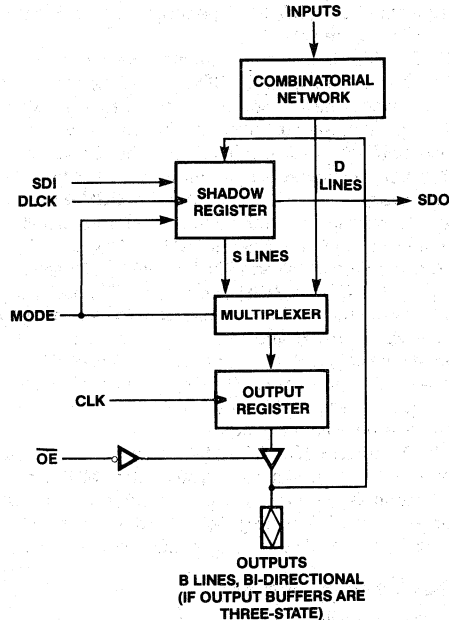 INPUTS
COMBINATORIAL
NETWORK
D
LINES
SDI
DLCK
SHADOW
REGISTER
SDO
S LINES
MODE
MULTIPLEXER
CLK
OUTPUT
REGISTER
OE
OUTPUTS
B LINES, BI-DIRECTIONAL
(IF OUTPUT BUFFERS ARE
THREE-STATE)